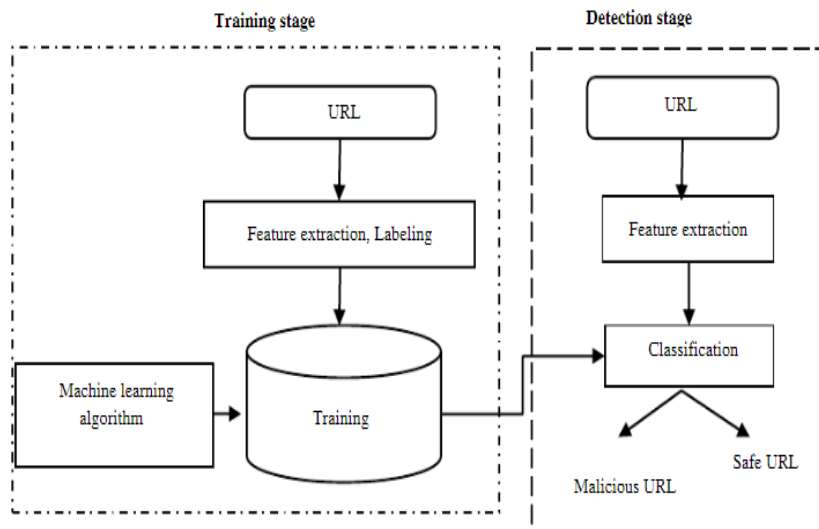 Training stage
URL
Feature extraction, Labeling
Machine learning
algorithm
Training
Detection stage
URL
Feature extraction
Classification
Malicious URL
Safe URL